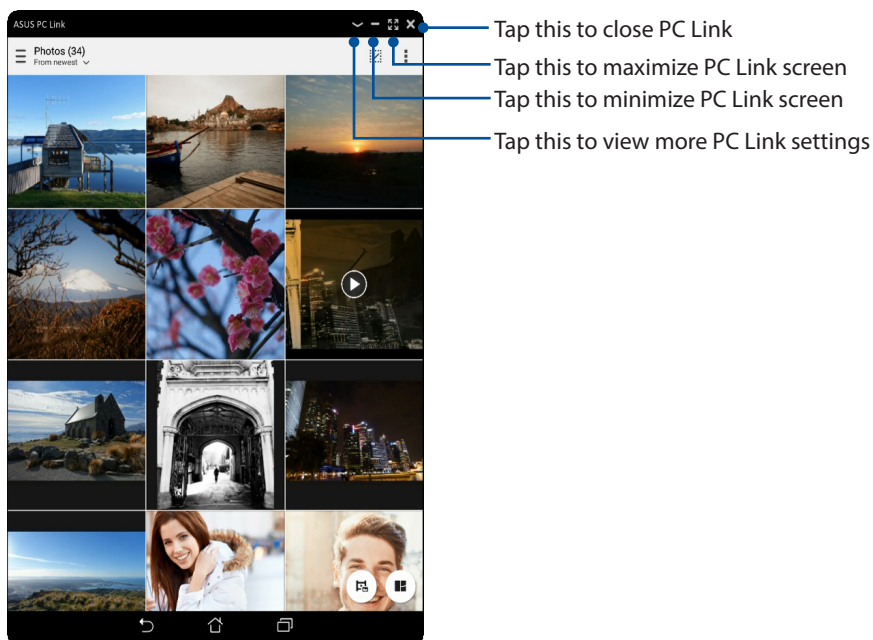 ASUS PC Link
Photos (34)
From newest
Tap this to close PC Link
Tap this to maximize PC Link screen
Tap this to minimize PC Link screen
Tap this to view more PC Link settings